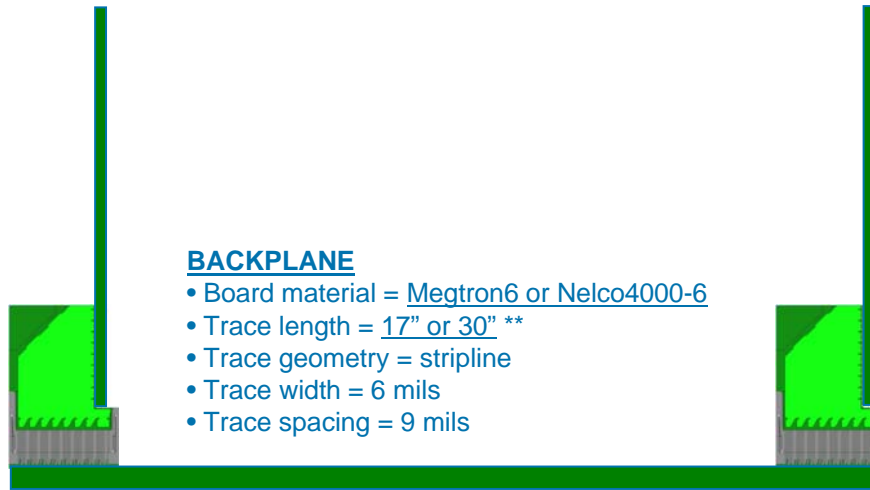 BACKPLANE
• Board material = Megtron6 or Nelco4000-6
• Trace length = 17” or 30” **
• Trace geometry = stripline
• Trace width = 6 mils
• Trace spacing = 9 mils